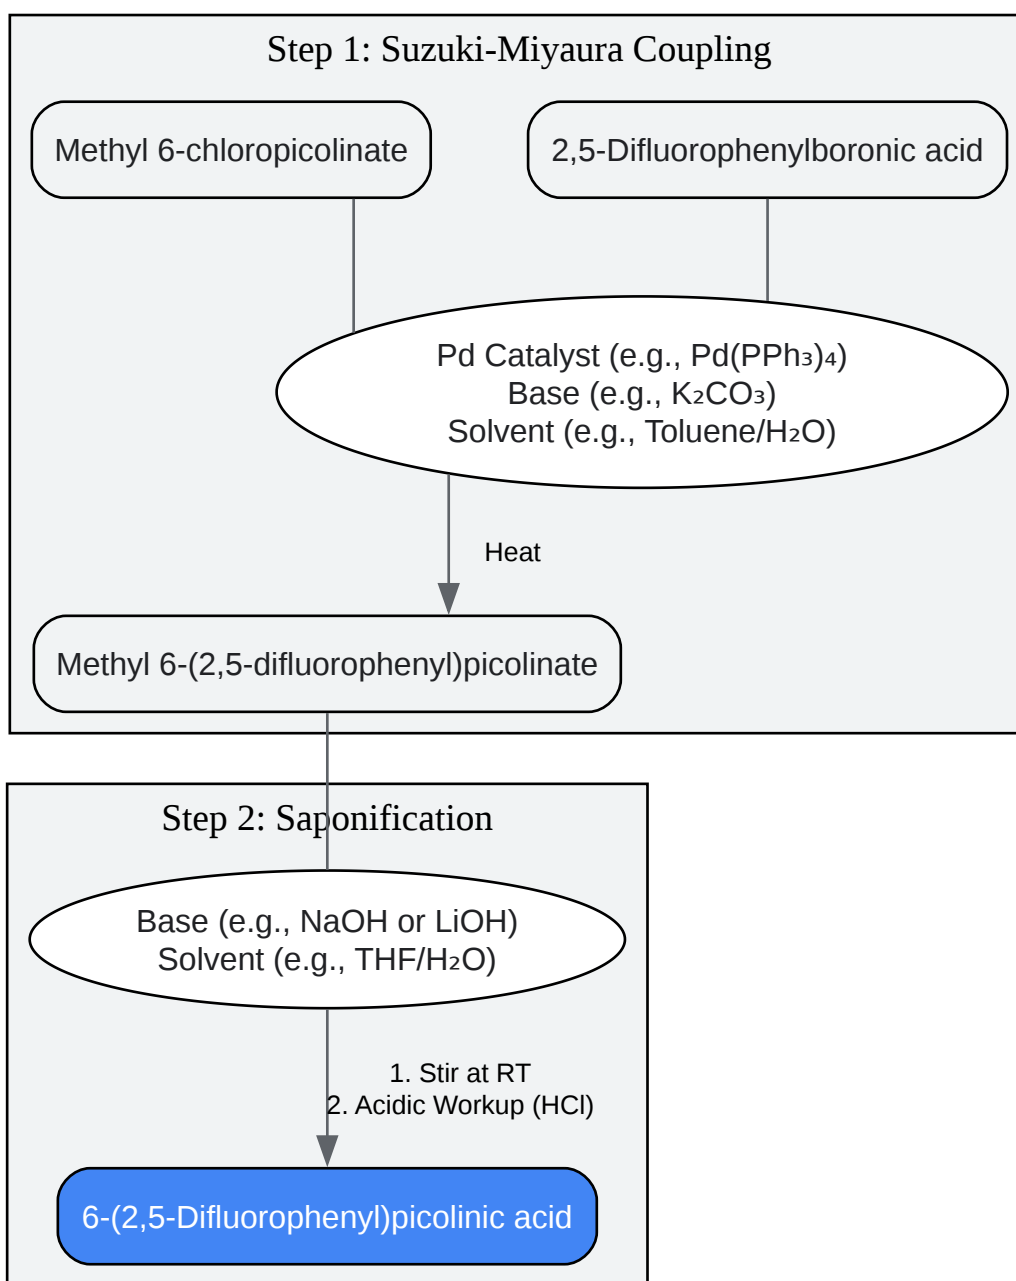 Step 1: Suzuki-Miyaura Coupling
Methyl 6-chloropicolinate
2,5-Difluorophenylboronic acid
Pd Catalyst (e.g., Pd(PPh₃)₄)
Base (e.g., K₂CO₃)
Solvent (e.g., Toluene/H₂O)
Heat
Methyl 6-(2,5-difluorophenyl)picolinate
Step 2: Saponification
Base (e.g., NaOH or LiOH)
Solvent (e.g., THF/H₂O)
1. Stir at RT
2. Acidic Workup (HCl)
6-(2,5-Difluorophenyl)picolinic acid